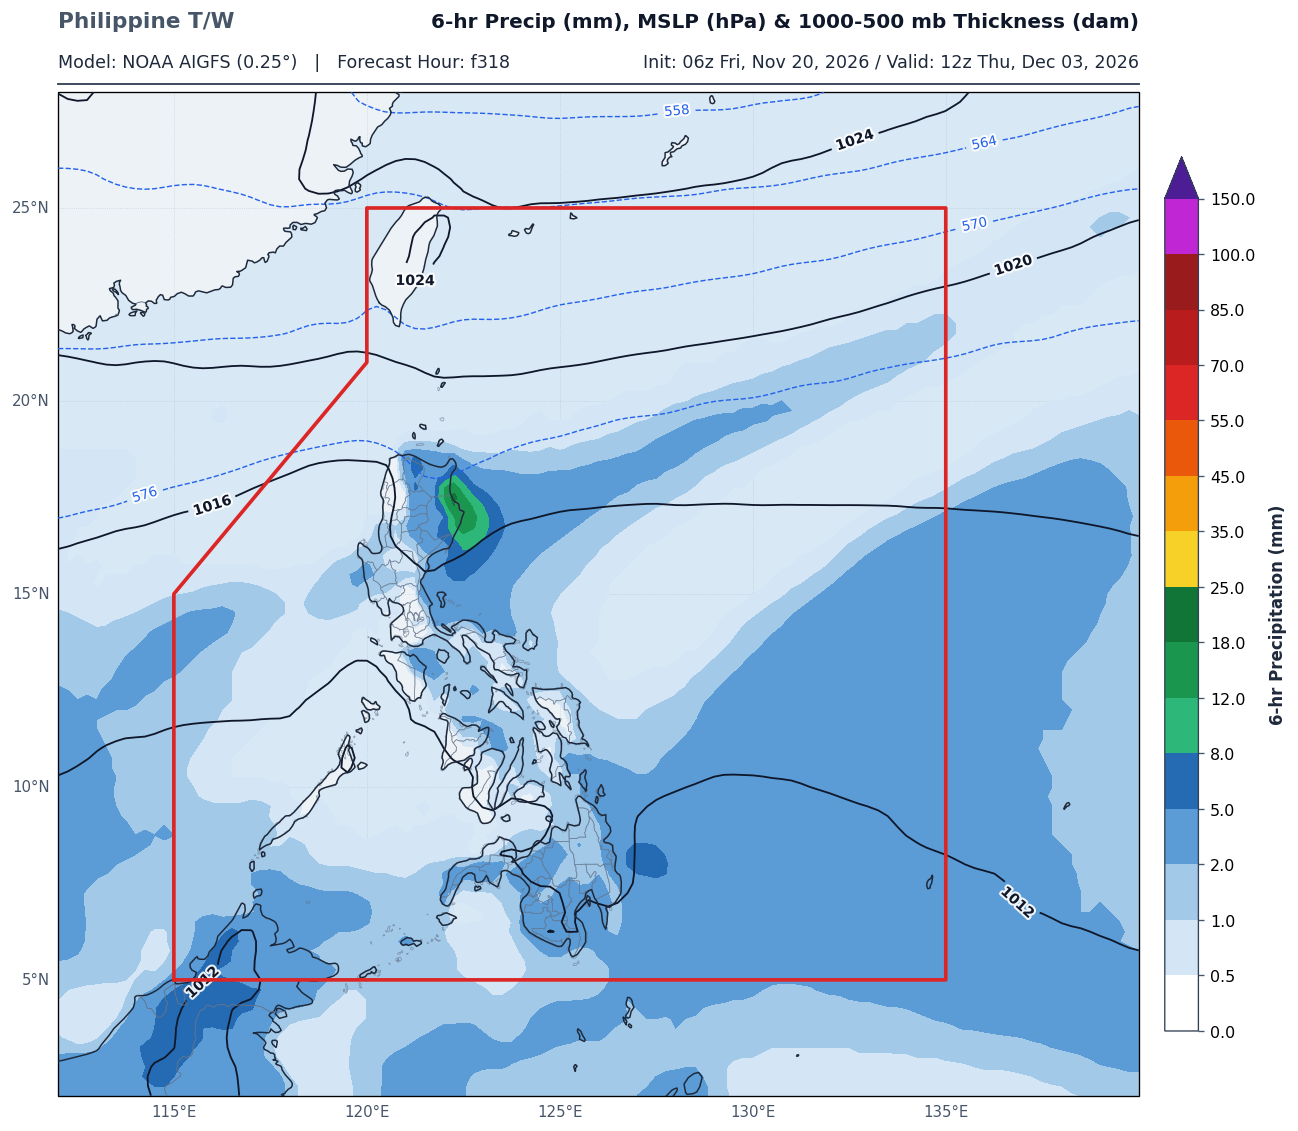 Philippine T/W
6-hr Precip (mm), MSLP (hPa) & 1000-500 mb Thickness (dam)
Model: NOAA AIGFS (0.25°) | Forecast Hour: f318
Init: 06z Fri, Nov 20, 2026 / Valid: 12z Thu, Dec 03, 2026
558
1024
564
25°N
570
1020
1024
20°N
576
1016
15°N
10°N
1012
5°N
1012
115°E
120°E
125°E
130°E
135°E
150.0
100.0
85.0
70.0
55.0
45.0
35.0
25.0
18.0
12.0
8.0
5.0
2.0
1.0
0.5
0.0
6-hr Precipitation (mm)